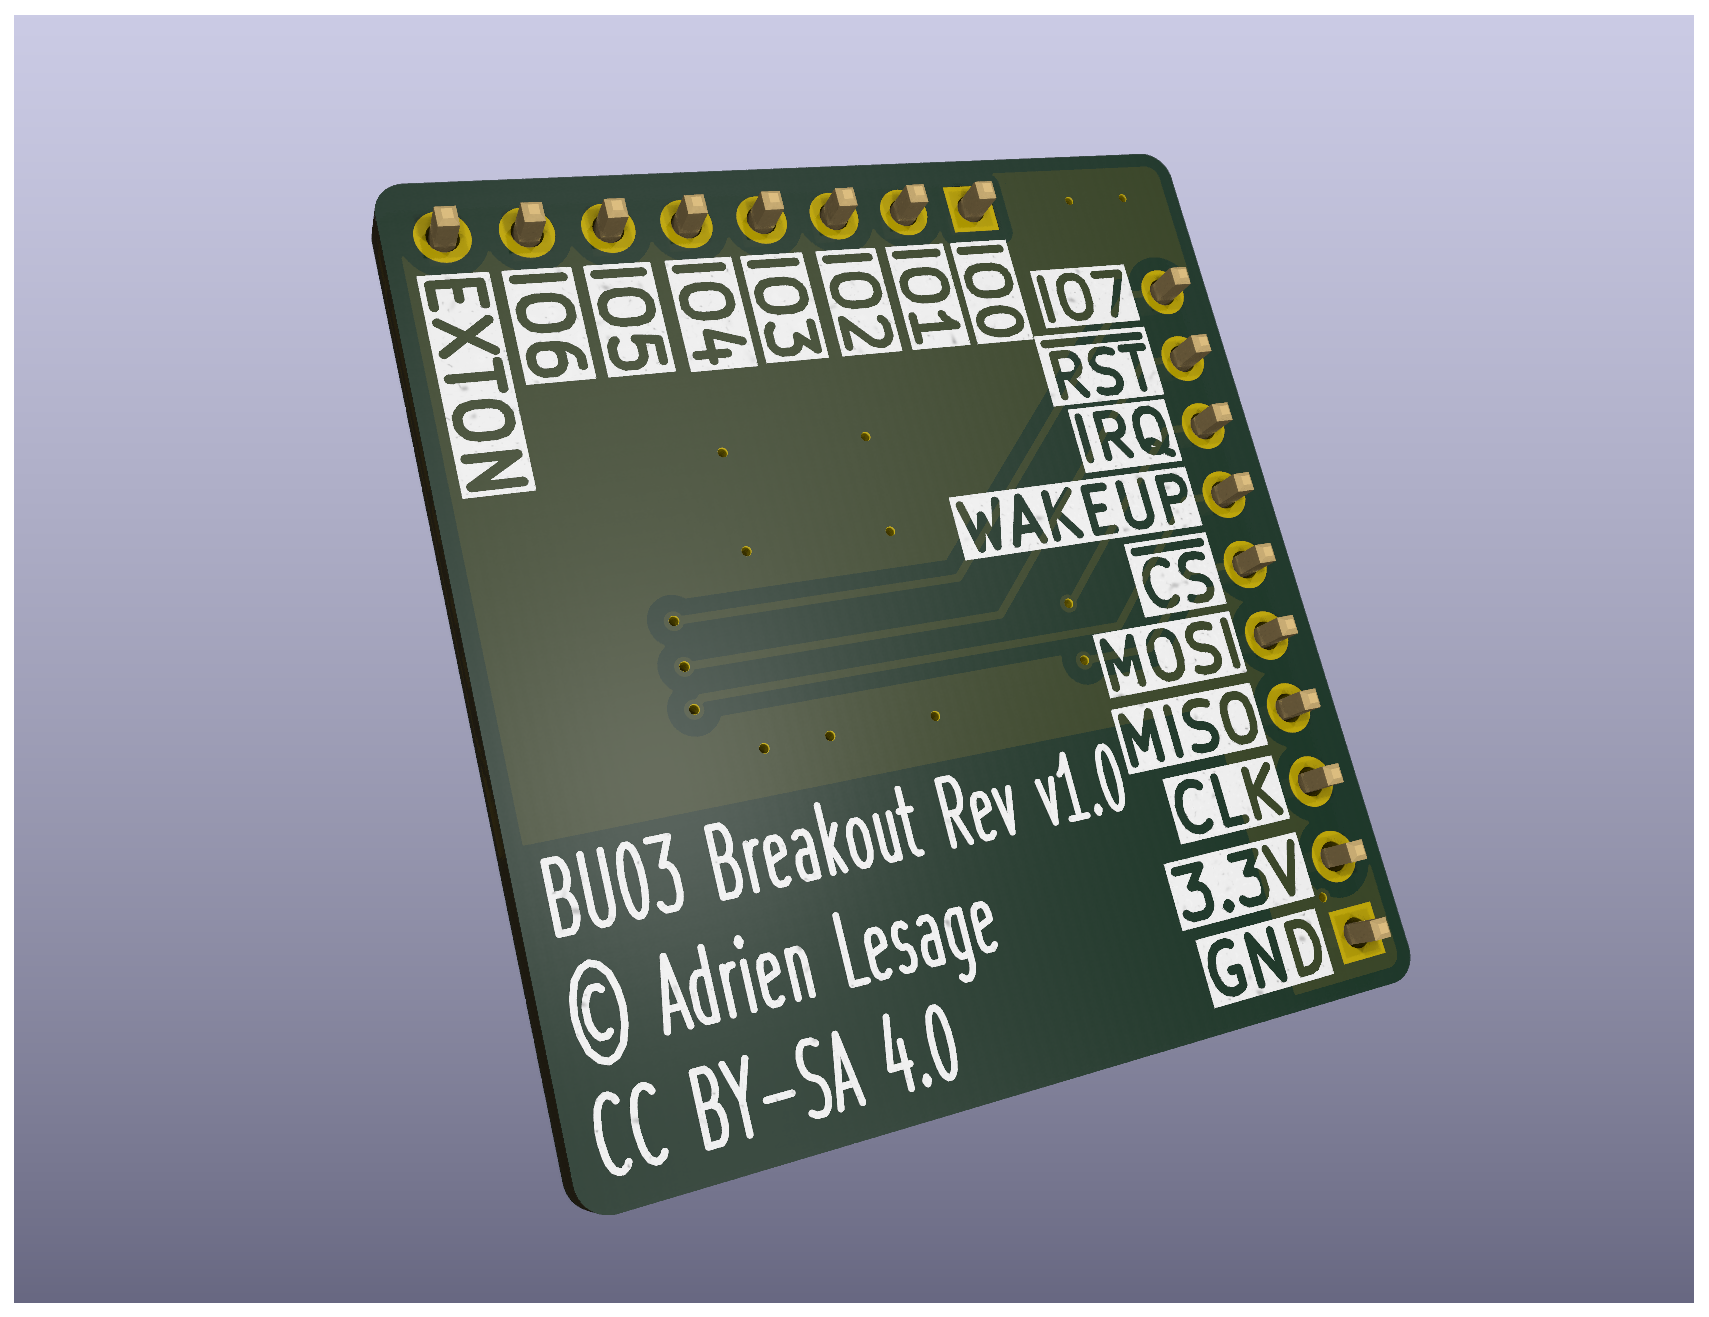 EXTON
IO6
IO5
IO4
IO3
IO2
IO1
IO0
IO7
RST
IRQ
WAKEUP
CS
MOSI
MISO
CLK
3.3V
GND
BU03 Breakout Rev v1.0
© Adrien Lesage
CC BY-SA 4.0